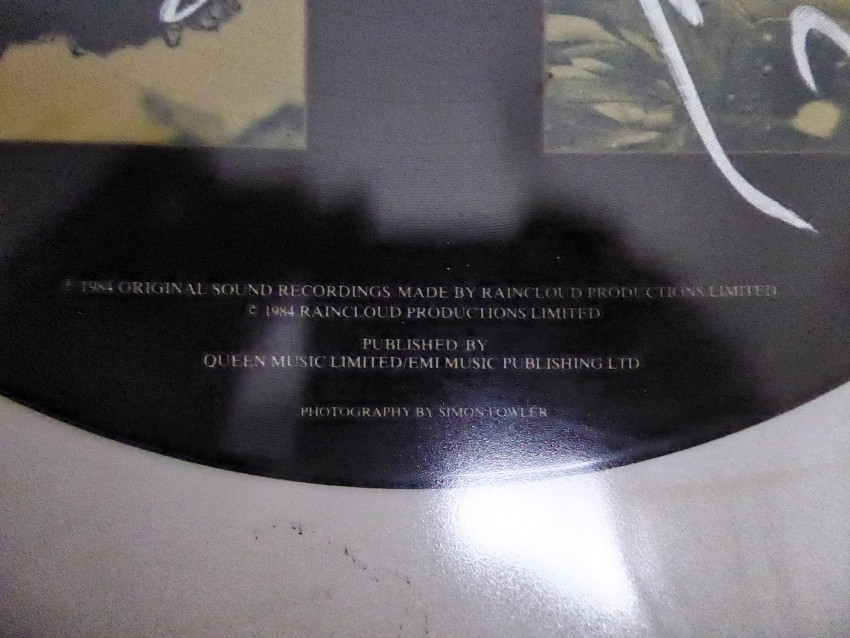 ℗ 1984 ORIGINAL SOUND RECORDINGS MADE BY RAINCLOUD PRODUCTIONS LIMITED
© 1984 RAINCLOUD PRODUCTIONS LIMITED
PUBLISHED BY
QUEEN MUSIC LIMITED/EMI MUSIC PUBLISHING LTD
PHOTOGRAPHY BY SIMON FOWLER